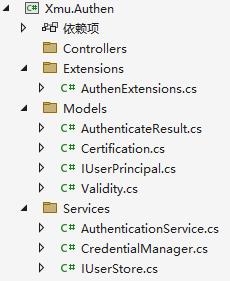 Xmu.Authen
依赖项
Controllers
Extensions
C# AuthenExtensions.cs
Models
C# AuthenticateResult.cs
C# Certification.cs
C# IUserPrincipal.cs
C# Validity.cs
Services
C# AuthenticationService.cs
C# CredentialManager.cs
C# IUserStore.cs